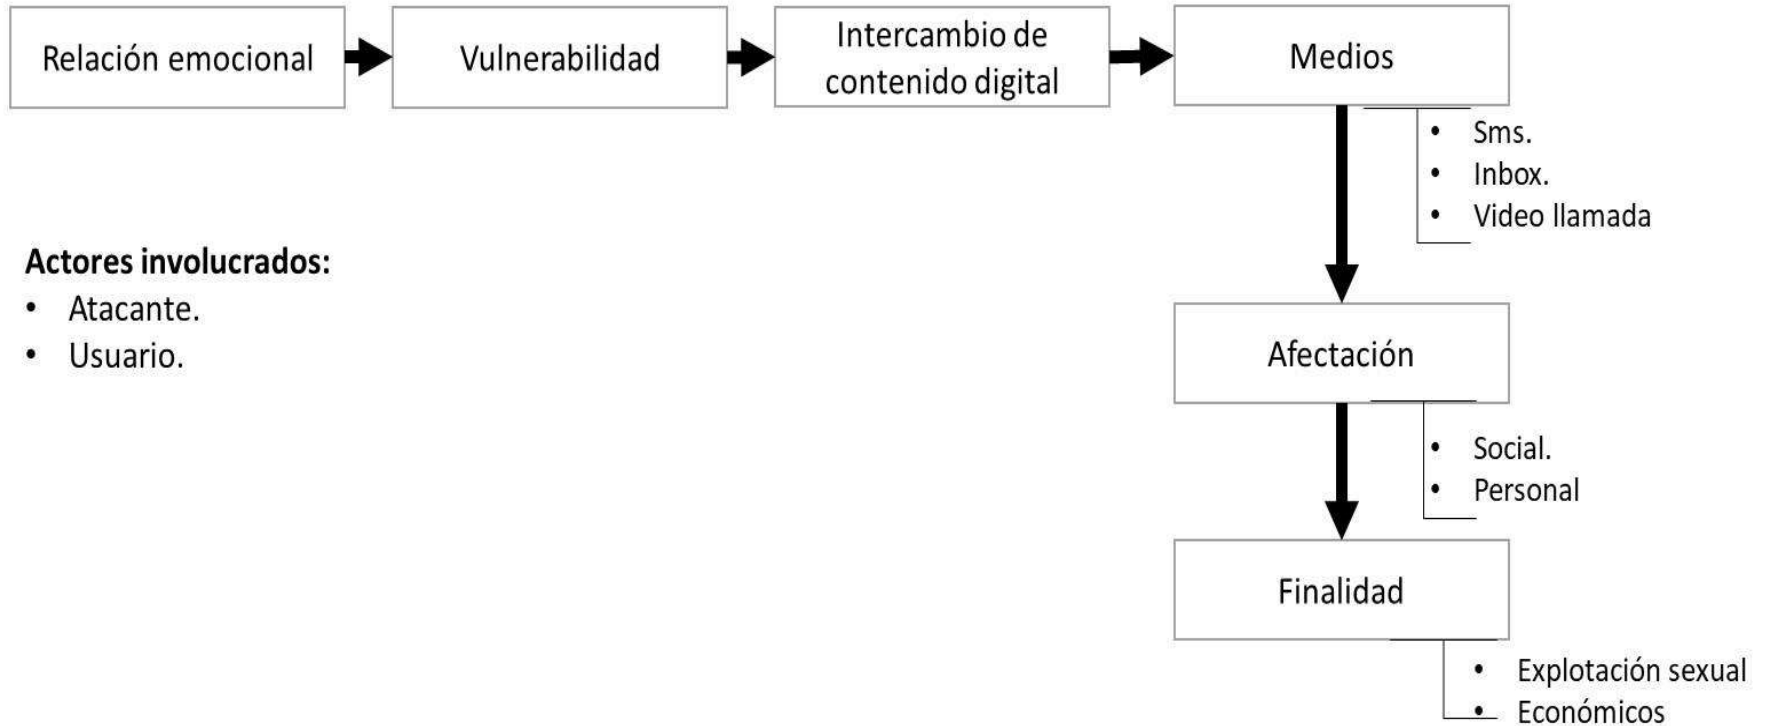 Relación emocional
Vulnerabilidad
Intercambio de
contenido digital
Medios
• Sms.
• Inbox.
• Video llamada
Actores involucrados:
• Atacante.
• Usuario.
Afectación
• Social.
• Personal
Finalidad
• Explotación sexual
• Económicos